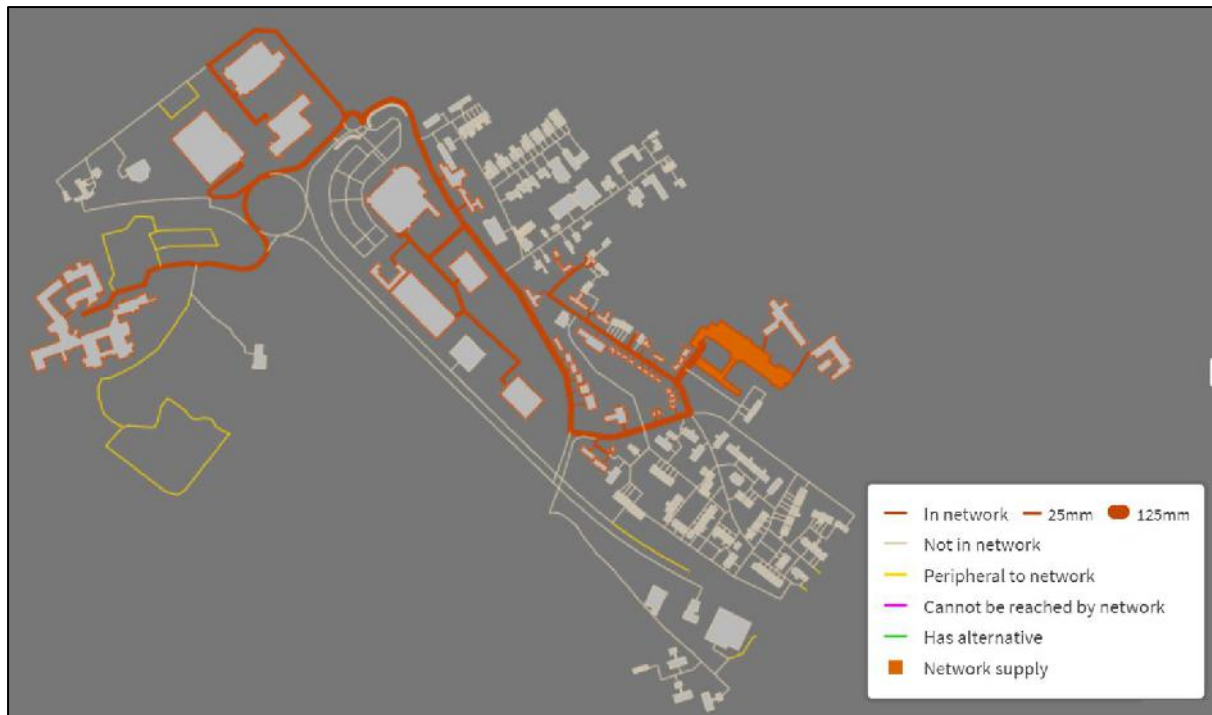 In network 25mm 125mm
Not in network
Peripheral to network
Cannot be reached by network
Has alternative
Network supply